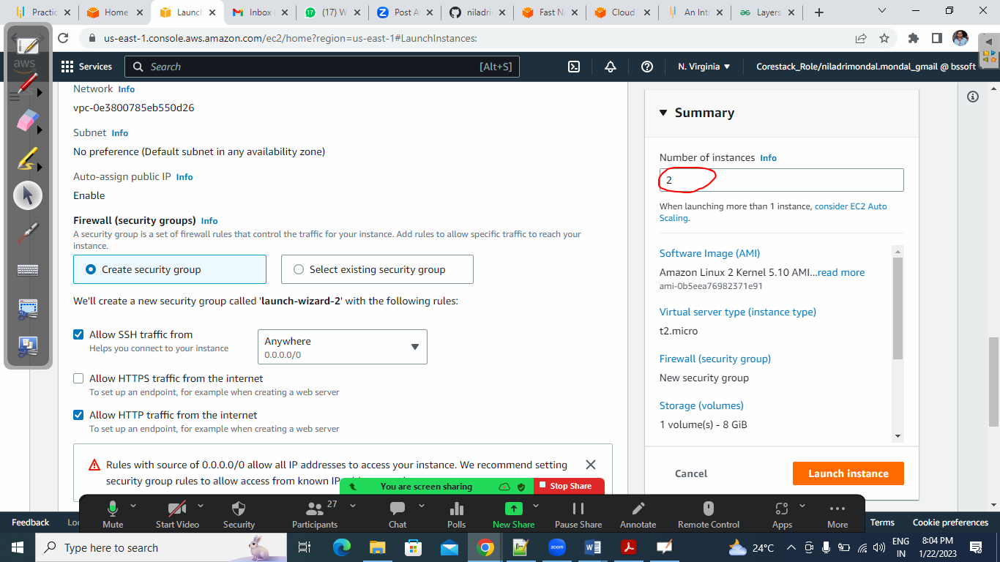 Practic
Home
Launch
Inbox
(17) W
Post A
niladrim
Fast N
Cloud
An Int
Layers
us-east-1.console.aws.amazon.com/ec2/home?region=us-east-1#LaunchInstances:
aws
Services
Search
[Alt+S]
N. Virginia
Corestack_Role/niladrimondal.mondal_gmail @ bssoft
Network Info
vpc-0e3800785eb550d26
Subnet Info
No preference (Default subnet in any availability zone)
Auto-assign public IP Info
Enable
Firewall (security groups) Info
A security group is a set of firewall rules that control the traffic for your instance. Add rules to allow specific traffic to reach your
instance.
Create security group
Select existing security group
We'll create a new security group called 'launch-wizard-2' with the following rules:
Allow SSH traffic from
Helps you connect to your instance
Anywhere
0.0.0.0/0
Allow HTTPS traffic from the internet
To set up an endpoint, for example when creating a web server
Allow HTTP traffic from the internet
To set up an endpoint, for example when creating a web server
Rules with source of 0.0.0.0/0 allow all IP addresses to access your instance. We recommend setting
security group rules to allow access from known IP
Summary
Number of instances Info
2
When launching more than 1 instance, consider EC2 Auto
Scaling.
Software Image (AMI)
Amazon Linux 2 Kernel 5.10 AMI...read more
ami-0b5eea76982371e91
Virtual server type (instance type)
t2.micro
Firewall (security group)
New security group
Storage (volumes)
1 volume(s) - 8 GiB
Cancel
Launch instance
You are screen sharing
Stop Share
Mute
Start Video
Security
27
Participants
Chat
Polls
New Share
Pause Share
Annotate
Remote Control
Apps
More
Feedback
Terms
Cookie preferences
Type here to search
zoom
24°C
ENG
IN
8:04 PM
1/22/2023